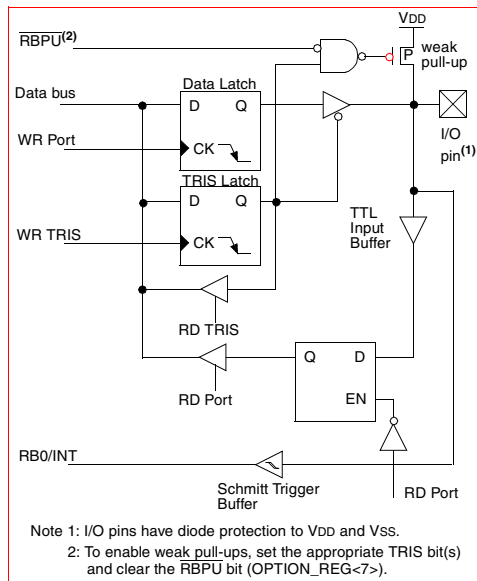 VDD
RBPU(2)
weak
pull-up
P
Data bus
Data Latch
D Q
I/O
pin(1)
WR Port
CK
TRIS Latch
D Q
TTL
Input
Buffer
WR TRIS
CK
RD TRIS
Q D
RD Port
EN
RB0/INT
Schmitt Trigger
Buffer
RD Port
Note 1: I/O pins have diode protection to VDD and VSS.
2: To enable weak pull-ups, set the appropriate TRIS bit(s)
and clear the RBPU bit (OPTION_REG<7>).